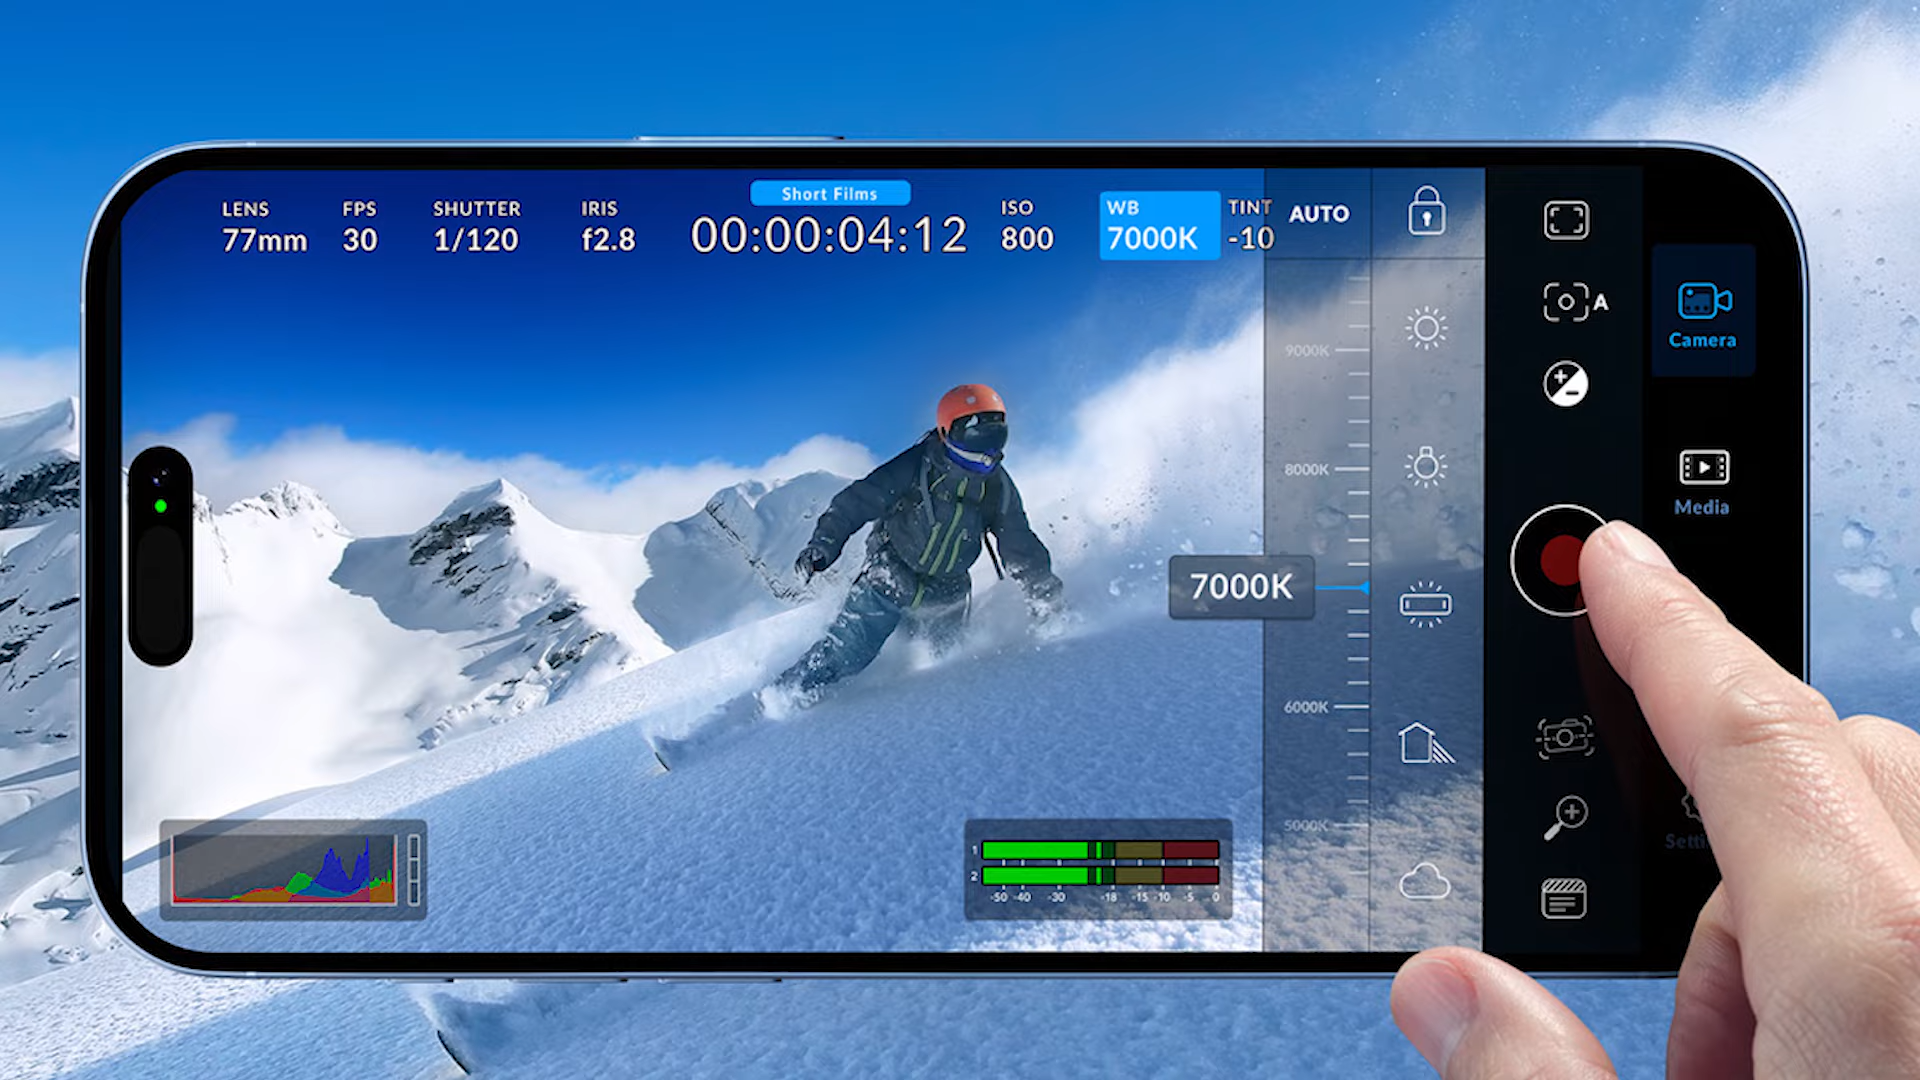 Short Films
LENS FPS SHUTTER IRIS ISO WB TINT AUTO
77mm 30 1/120 f2.8 00:00:04:12 800 7000K -10
A
Camera
9000K
8000K
Media
7000K
6000K
5000K
1
2
-50 -40 -30 -18 -15 -10 -5 0